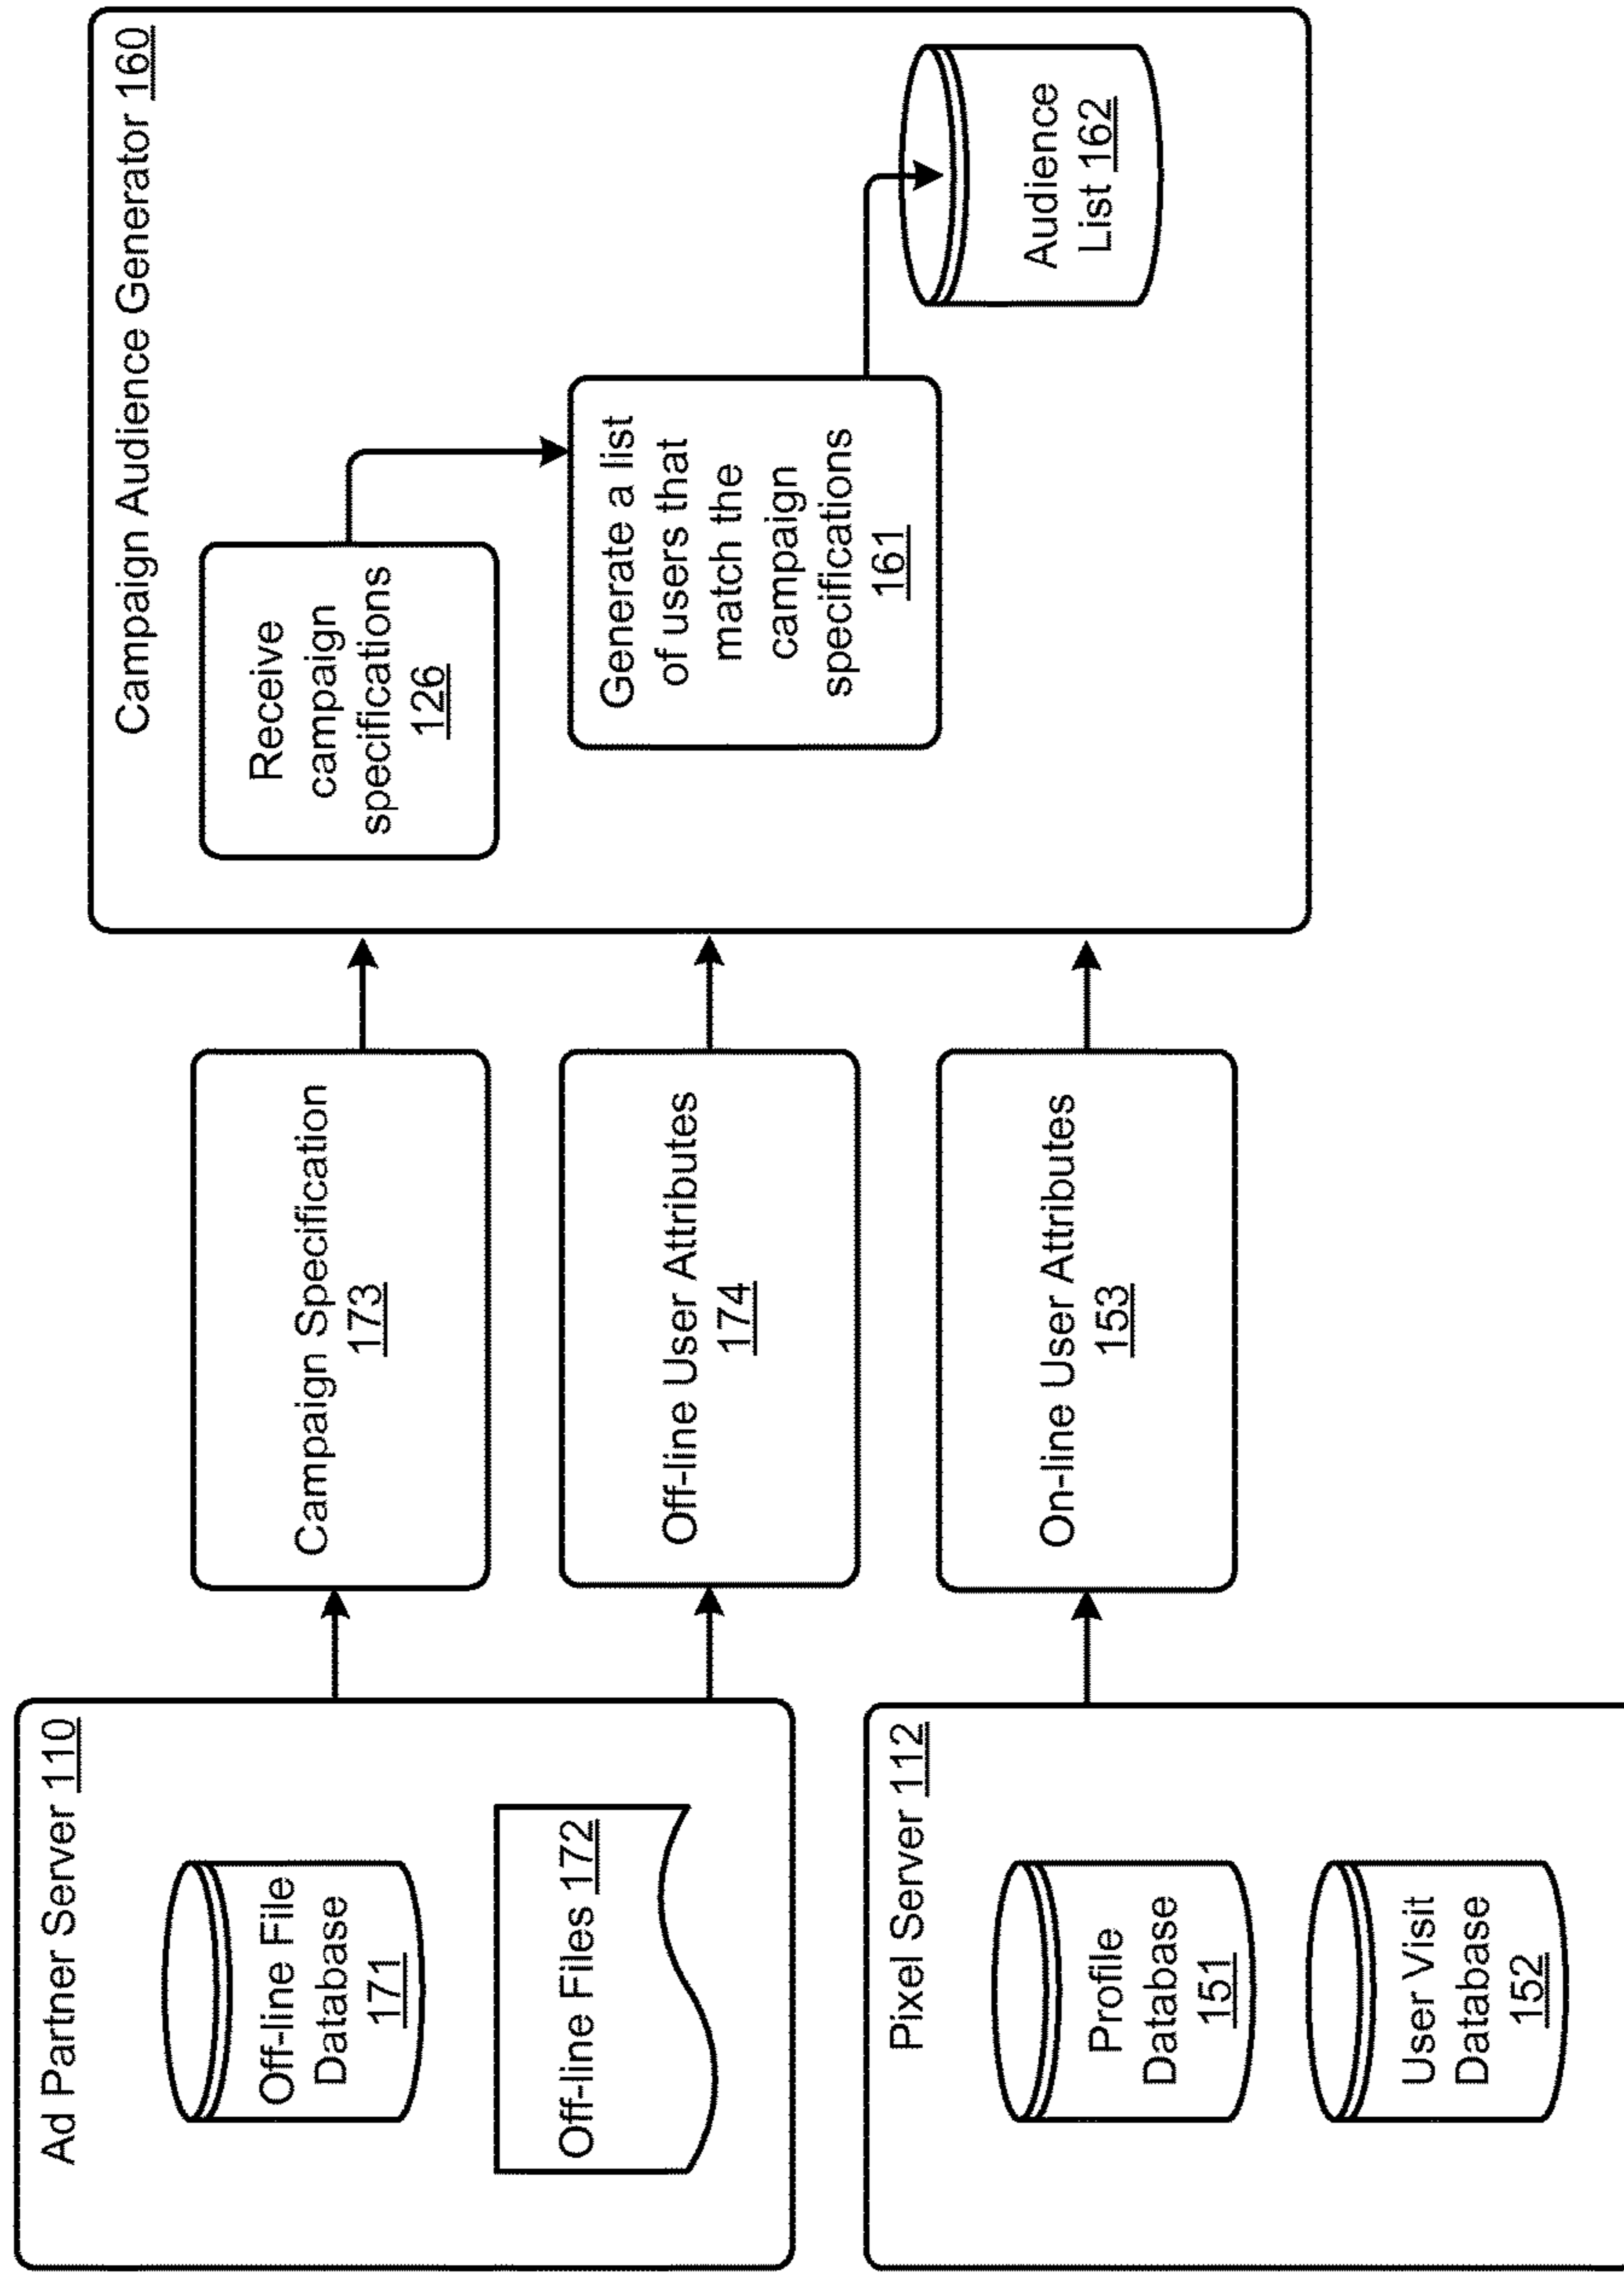 Ad Partner Server 110
Off-line File
Database
171
Off-line Files 172
Pixel Server 112
Profile
Database
151
User Visit
Database
152
Campaign Specification
173
Off-line User Attributes
174
On-line User Attributes
153
Campaign Audience Generator 160
Receive
campaign
specifications
126
Generate a list
of users that
match the
campaign
specifications
161
Audience
List 162